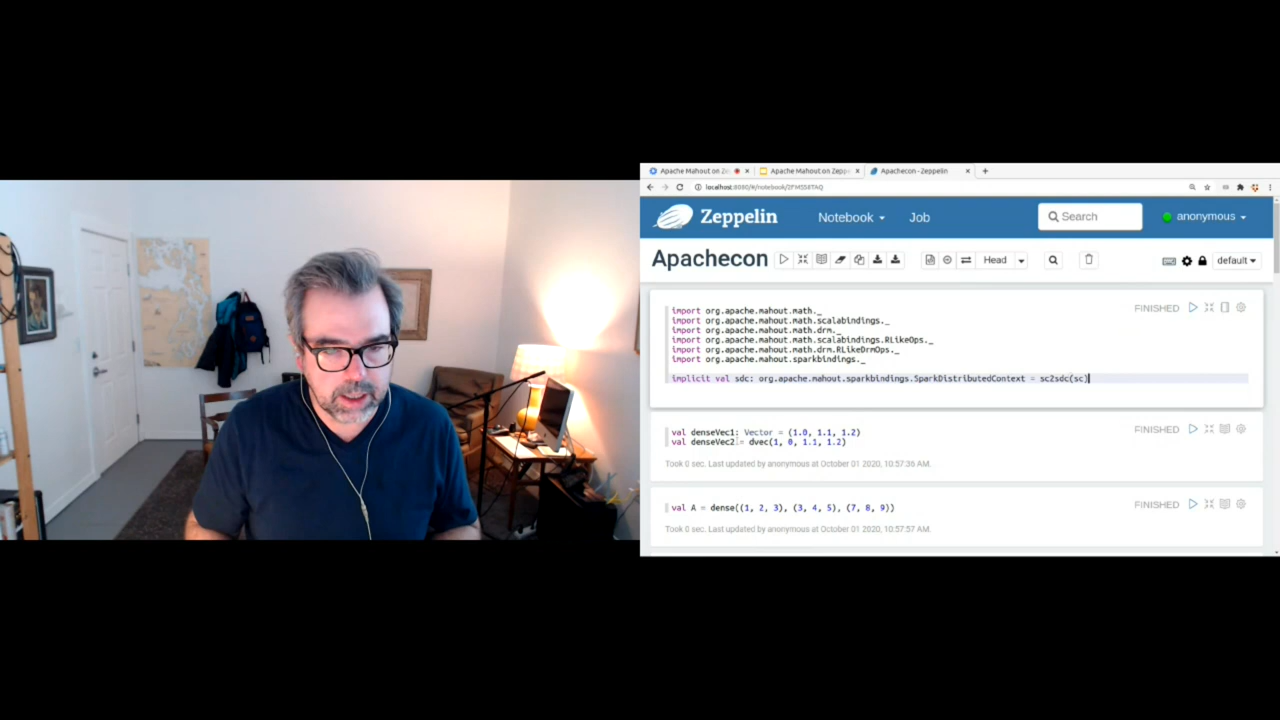 Apache Mahout on Ze
Apache Mahout on Zepp
Apachecon - Zeppelin
Zeppelin
Notebook
Job
Search
anonymous
Apachecon
Head
default
FINISHED
import org.apache.mahout.math._
import org.apache.mahout.math.scalabindings._
import org.apache.mahout.math.drm._
import org.apache.mahout.math.scalabindings.RLikeOps._
import org.apache.mahout.math.drm.RLikeDrmOps._
import org.apache.mahout.sparkbindings._
implicit val sdc: org.apache.mahout.sparkbindings.SparkDistributedContext = sc2sdc(sc)
FINISHED
val denseVec1: Vector = (1.0, 1.1, 1.2)
val denseVec2 = dvec(1, 0, 1.1, 1.2)
Took 0 sec. Last updated by anonymous at October 01 2020, 10:57:36 AM.
FINISHED
val A = dense((1, 2, 3), (3, 4, 5), (7, 8, 9))
Took 0 sec. Last updated by anonymous at October 01 2020, 10:57:57 AM.